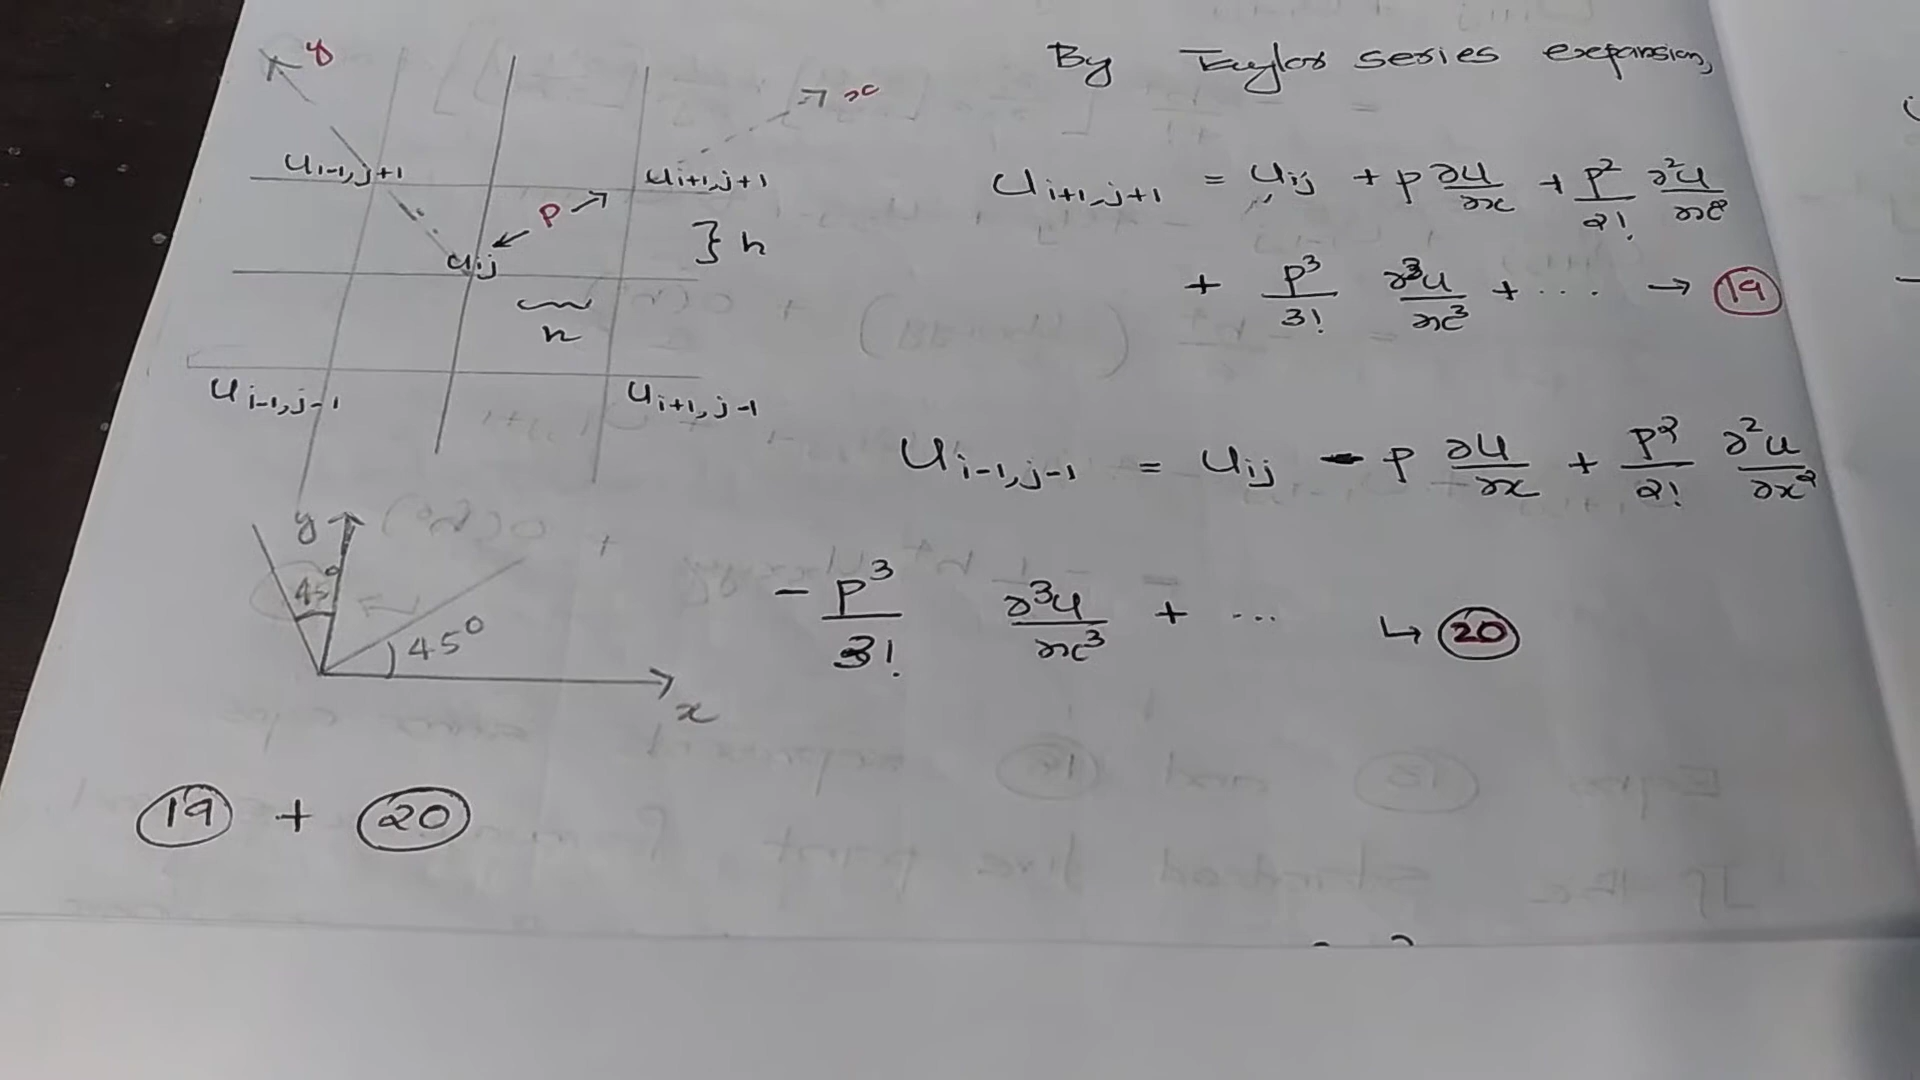 y
x
By Taylor series expansion,
u_{i-1,j+1}
u_{i+1,j+1}
p
} h
u_{ij}
h
u_{i-1,j-1}
u_{i+1,j-1}
u_{i+1,j+1} = u_{ij} + p ∂u/∂x + p²/2! ∂²u/∂x²
+ p³/3! ∂³u/∂x³ + .... → (19)
u_{i-1,j-1} = u_{ij} - p ∂u/∂x + p²/2! ∂²u/∂x²
- p³/3! ∂³u/∂x³ + ... ↳ (20)
y
45°
45°
x
(19) + (20)